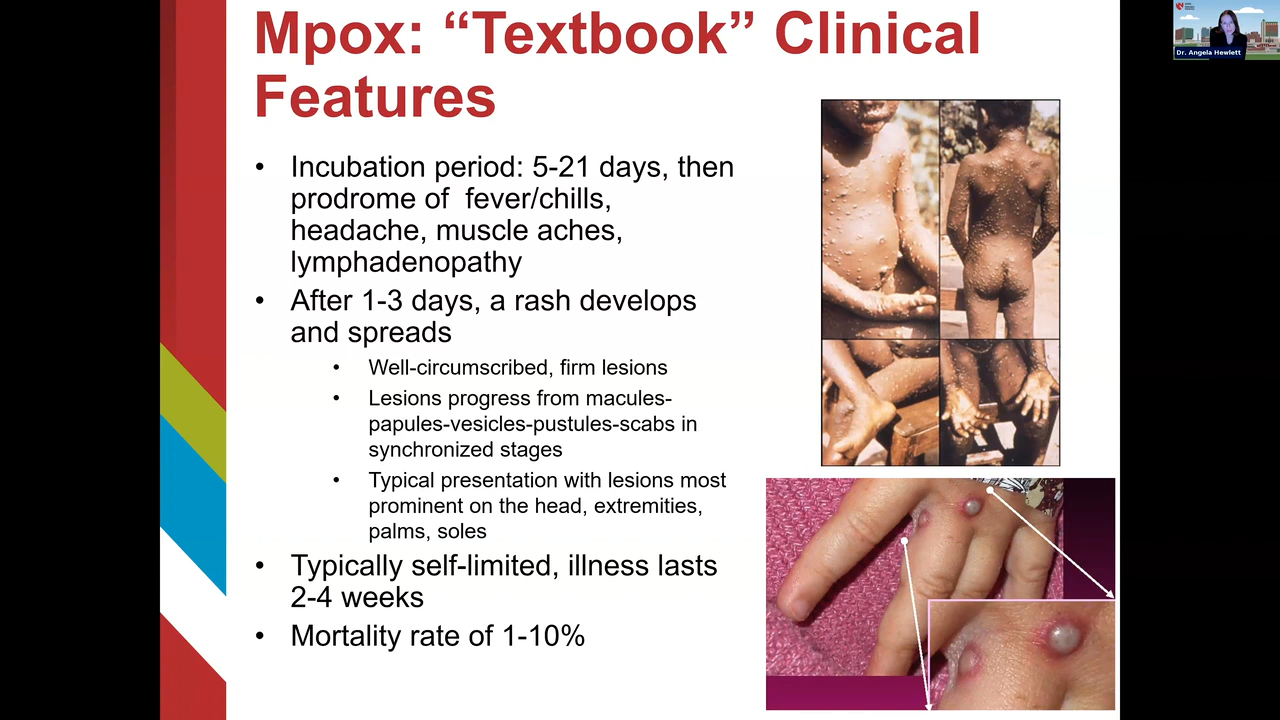 Mpox: “Textbook” Clinical
Features
Dr. Angela Hewlett
• Incubation period: 5-21 days, then
prodrome of fever/chills,
headache, muscle aches,
lymphadenopathy
• After 1-3 days, a rash develops
and spreads
• Well-circumscribed, firm lesions
• Lesions progress from macules-
papules-vesicles-pustules-scabs in
synchronized stages
• Typical presentation with lesions most
prominent on the head, extremities,
palms, soles
• Typically self-limited, illness lasts
2-4 weeks
• Mortality rate of 1-10%